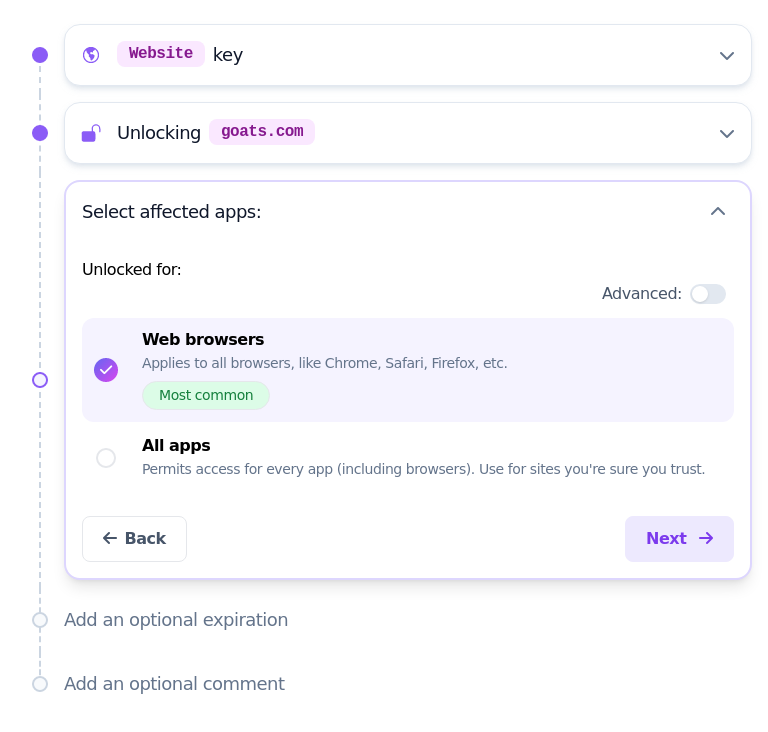 Website key
Unlocking goats.com
Select affected apps:
Unlocked for:
Advanced:
Web browsers
Applies to all browsers, like Chrome, Safari, Firefox, etc.
Most common
All apps
Permits access for every app (including browsers). Use for sites you're sure you trust.
Back
Next
Add an optional expiration
Add an optional comment